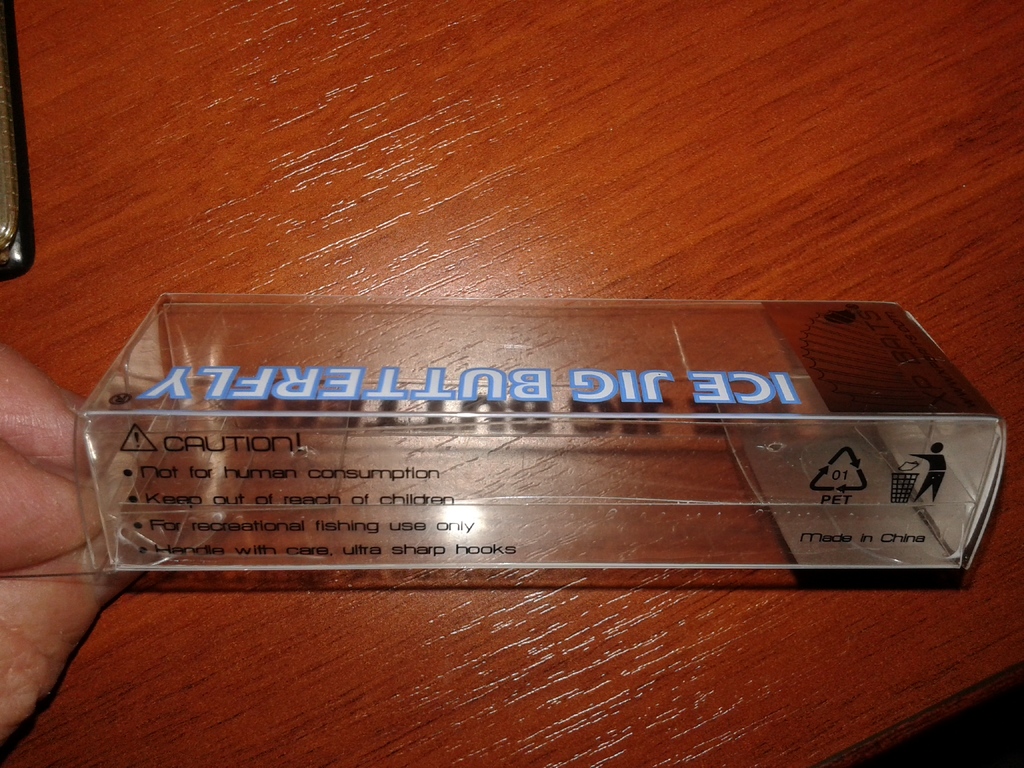 ICE JIG BUTTERFLY
CAUTION!
• Not for human consumption
• Keep out of reach of children
• For recreational fishing use only
• Handle with care, ultra sharp hooks
01
PET
Made in China